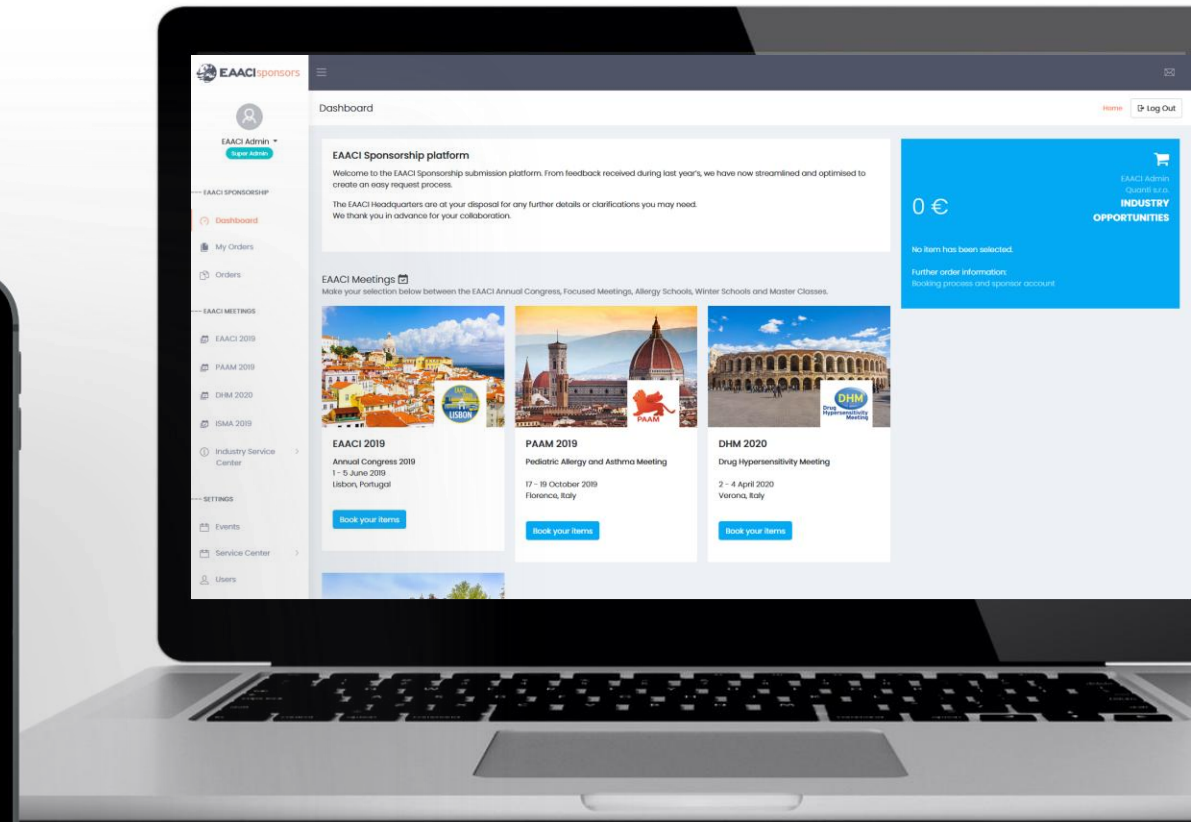 EAACI sponsors
EAACI Admin
Super Admin
EAACI SPONSORSHIP
Dashboard
My Orders
Orders
EAACI MEETINGS
EAACI 2019
PAAM 2019
DHM 2020
ISMA 2019
Industry Service
Center
SETTINGS
Events
Service Center
Users
Dashboard
Home
Log Out
EAACI Sponsorship platform
Welcome to the EAACI Sponsorship submission platform. From feedback received during last year's, we have now streamlined and optimised to
create an easy request process.
The EAACI Headquarters are at your disposal for any further details or clarifications you may need.
We thank you in advance for your collaboration.
0 €
EAACI Admin
Quanti s.r.o.
INDUSTRY
OPPORTUNITIES
No item has been selected.
Further order information:
Booking process and sponsor account
EAACI Meetings
Make your selection below between the EAACI Annual Congress, Focused Meetings, Allergy Schools, Winter Schools and Master Classes.
LISBON
EAACI 2019
Annual Congress 2019
1 - 5 June 2019
Lisbon, Portugal
Book your items
PAAM
PAAM 2019
Pediatric Allergy and Asthma Meeting
17 - 19 October 2019
Florence, Italy
Book your items
DHM
Drug
Hypersensitivity
Meeting
DHM 2020
Drug Hypersensitivity Meeting
2 - 4 April 2020
Verona, Italy
Book your items